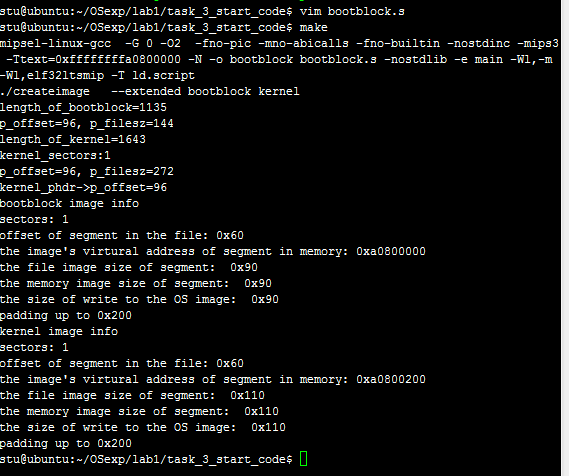 stu@ubuntu:~/OSexp/lab1/task_3_start_code$ vim bootblock.s
stu@ubuntu:~/OSexp/lab1/task_3_start_code$ make
mipsel-linux-gcc  -G 0 -O2  -fno-pic -mno-abicalls -fno-builtin -nostdinc -mips3
 -Ttext=0xffffffffa0800000 -N -o bootblock bootblock.s -nostdlib -e main -Wl,-m
-Wl,elf32ltsmip -T ld.script
./createimage   --extended bootblock kernel
length_of_bootblock=1135
p_offset=96, p_filesz=144
length_of_kernel=1643
kernel_sectors:1
p_offset=96, p_filesz=272
kernel_phdr->p_offset=96
bootblock image info
sectors: 1
offset of segment in the file: 0x60
the image's virtural address of segment in memory: 0xa0800000
the file image size of segment:  0x90
the memory image size of segment:  0x90
the size of write to the OS image:  0x90
padding up to 0x200
kernel image info
sectors: 1
offset of segment in the file: 0x60
the image's virtural address of segment in memory: 0xa0800200
the file image size of segment:  0x110
the memory image size of segment:  0x110
the size of write to the OS image:  0x110
padding up to 0x200
stu@ubuntu:~/OSexp/lab1/task_3_start_code$